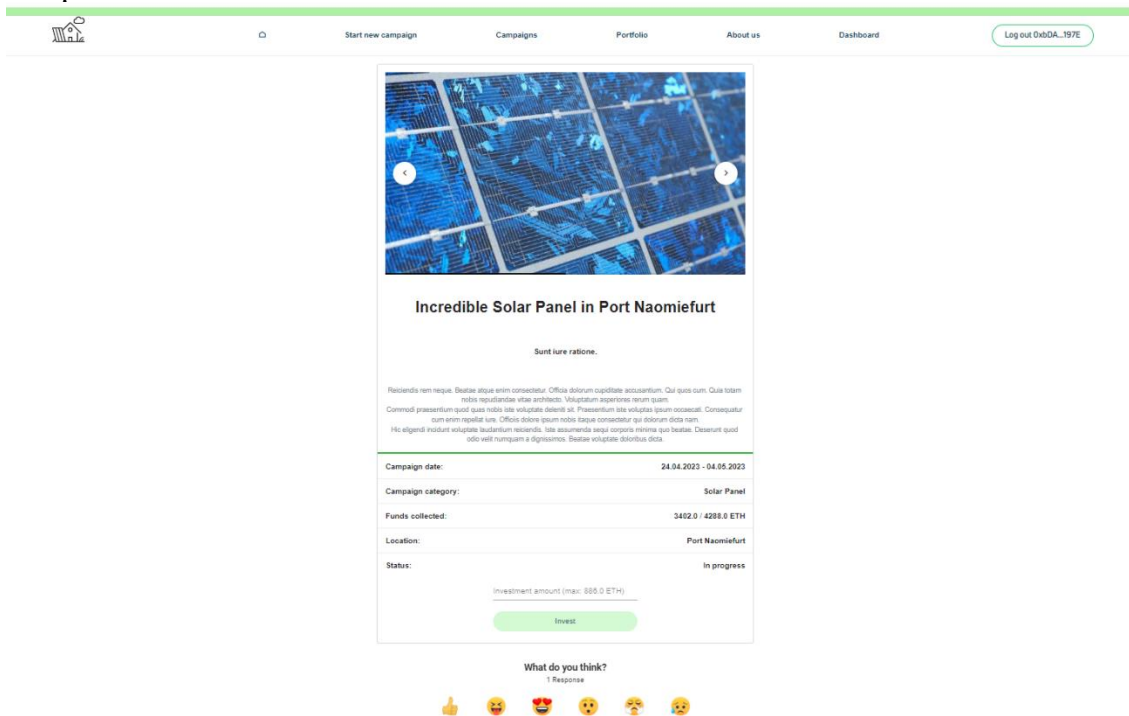 Start new campaign
Campaigns
Portfolio
About us
Dashboard
Log out 0xbDA...197E
Incredible Solar Panel in Port Naomiefurt
Sunt iure ratione.
Reiciendis rem neque. Beatae atque enim consectetur. Officia dolorum cupiditate accusantium. Qui quos cum. Quia totam
nobis repudiandae vitae architecto. Voluptatum asperiores rerum quam.
Commodi praesentium quod quas nobis iste voluptate deleniti sit. Praesentium iste voluptas ipsum occaecati. Consequatur
cum enim repellat iure. Officiis dolore ipsum nobis itaque consectetur qui dolorum dicta nam.
Hic eligendi incidunt voluptate laudantium reiciendis. Iste assumenda sequi corporis minima quo beatae. Deserunt quod
odio velit numquam a dignissimos. Beatae voluptate doloribus dicta.
Campaign date: 24.04.2023 - 04.05.2023
Campaign category: Solar Panel
Funds collected: 3402.0 / 4288.0 ETH
Location: Port Naomiefurt
Status: In progress
Investment amount (max: 886.0 ETH)
Invest
What do you think?
1 Response